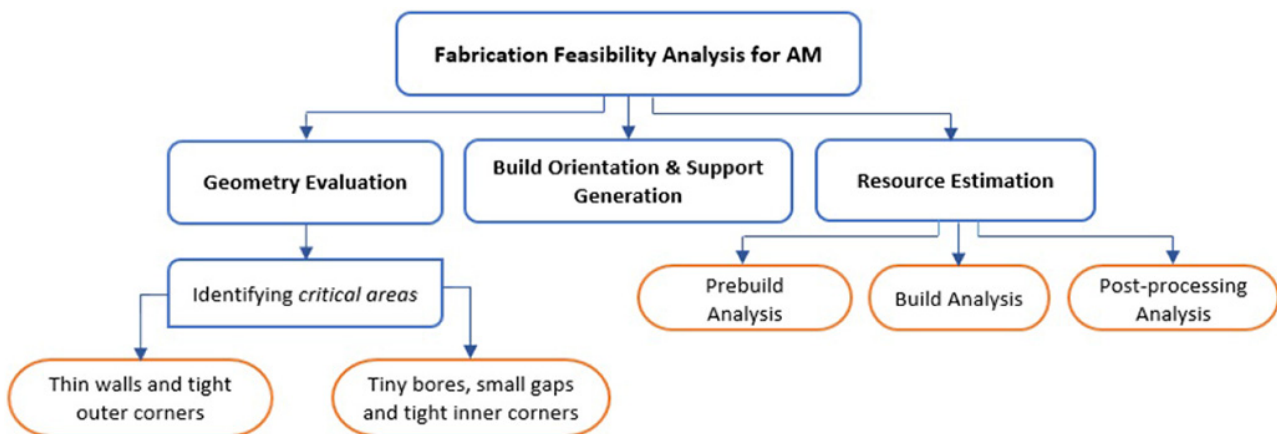 Fabrication Feasibility Analysis for AM
Geometry Evaluation
Build Orientation & Support
Generation
Resource Estimation
Identifying critical areas
Prebuild
Analysis
Build Analysis
Post-processing
Analysis
Thin walls and tight
outer corners
Tiny bores, small gaps
and tight inner corners